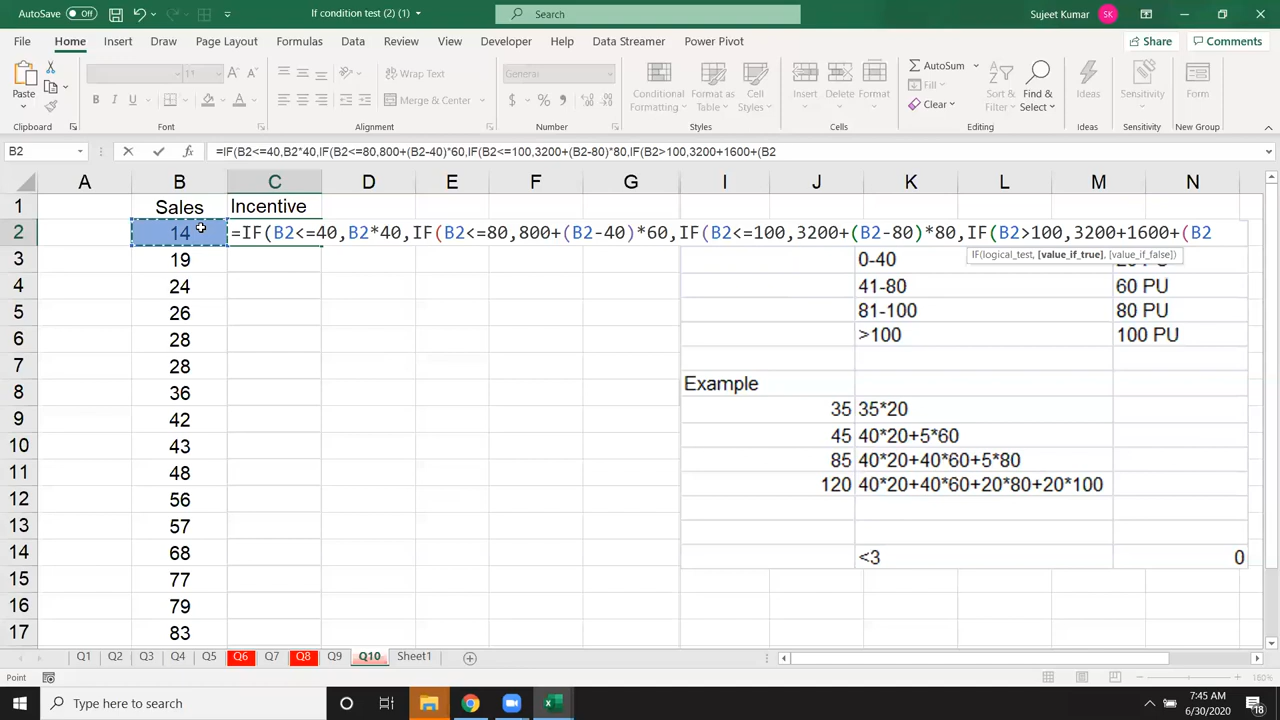 AutoSave Off If condition test (2) (1) Search Sujeet Kumar SK
File Home Insert Draw Page Layout Formulas Data Review View Developer Help Data Streamer Power Pivot Share Comments
Paste Clipboard
11 B I U Font
Wrap Text Merge & Center Alignment
General $ % Number
Conditional Formatting Format as Table Cell Styles Styles
Insert Delete Format Cells
AutoSum Fill Clear Sort & Filter Find & Select Editing
Ideas Ideas
Sensitivity Sensitivity
Form Form
B2 fx =IF(B2<=40,B2*40,IF(B2<=80,800+(B2-40)*60,IF(B2<=100,3200+(B2-80)*80,IF(B2>100,3200+1600+(B2
A B C D E F G I J K L M N
1 Sales Incentive
2 14 =IF(B2<=40,B2*40,IF(B2<=80,800+(B2-40)*60,IF(B2<=100,3200+(B2-80)*80,IF(B2>100,3200+1600+(B2
IF(logical_test, [value_if_true], [value_if_false])
3 19 0-40
4 24 41-80 60 PU
5 26 81-100 80 PU
6 28 >100 100 PU
7 28
8 36 Example
9 42 35 35*20
10 43 45 40*20+5*60
11 48 85 40*20+40*60+5*80
12 56 120 40*20+40*60+20*80+20*100
13 57
14 68 <3 0
15 77
16 79
17 83
Q1 Q2 Q3 Q4 Q5 Q6 Q7 Q8 Q9 Q10 Sheet1
Point 160%
Type here to search 7:45 AM
6/30/2020 18